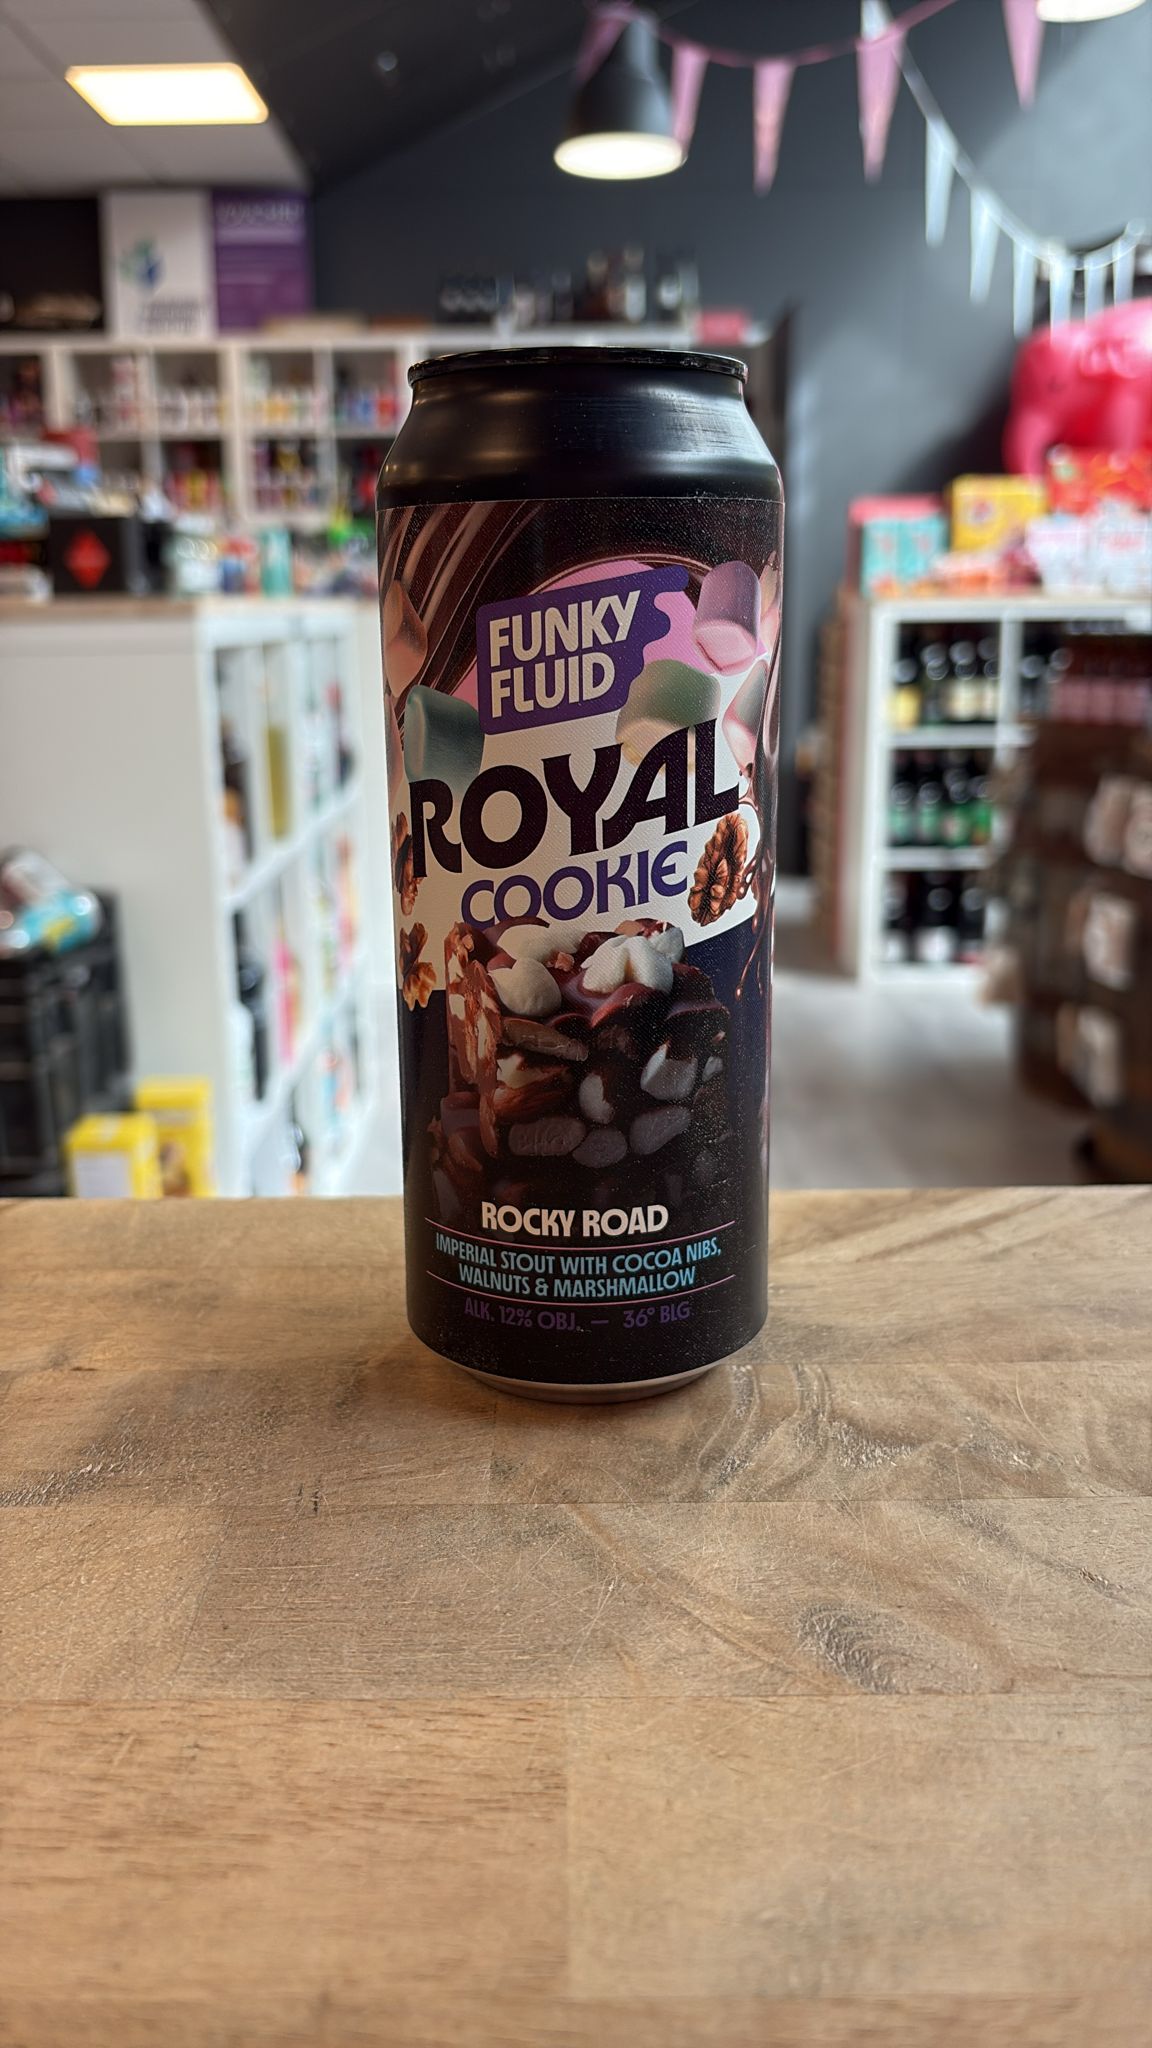 FUNKY
FLUID
ROYAL
COOKIE
ROCKY ROAD
IMPERIAL STOUT WITH COCOA NIBS,
WALNUTS & MARSHMALLOW
ALK. 12% OBJ. — 36° BLG